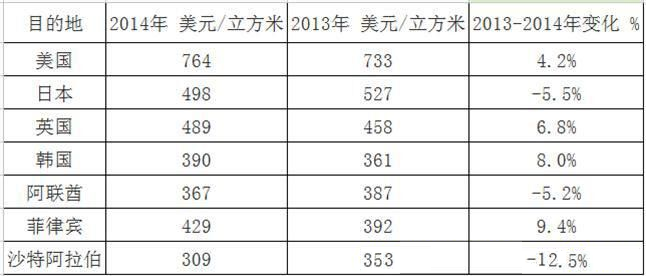 目的地 2014年 美元/立方米 2013年 美元/立方米 2013-2014年变化 %
美国 764 733 4.2%
日本 498 527 -5.5%
英国 489 458 6.8%
韩国 390 361 8.0%
阿联酋 367 387 -5.2%
菲律宾 429 392 9.4%
沙特阿拉伯 309 353 -12.5%